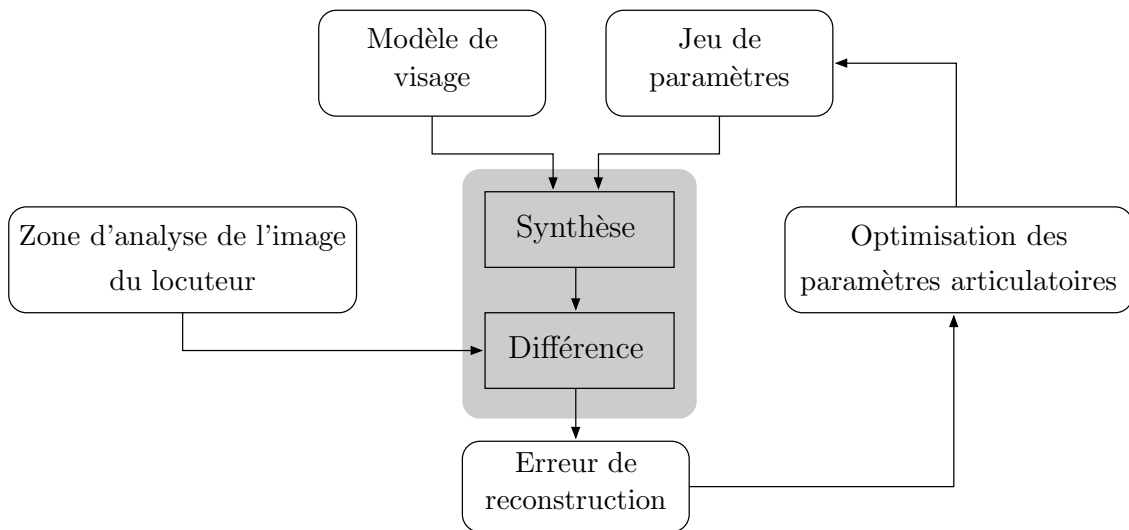 Modèle de
visage
Jeu de
paramètres
Synthèse
Zone d'analyse de l'image
du locuteur
Optimisation des
paramètres articulatoires
Différence
Erreur de
reconstruction